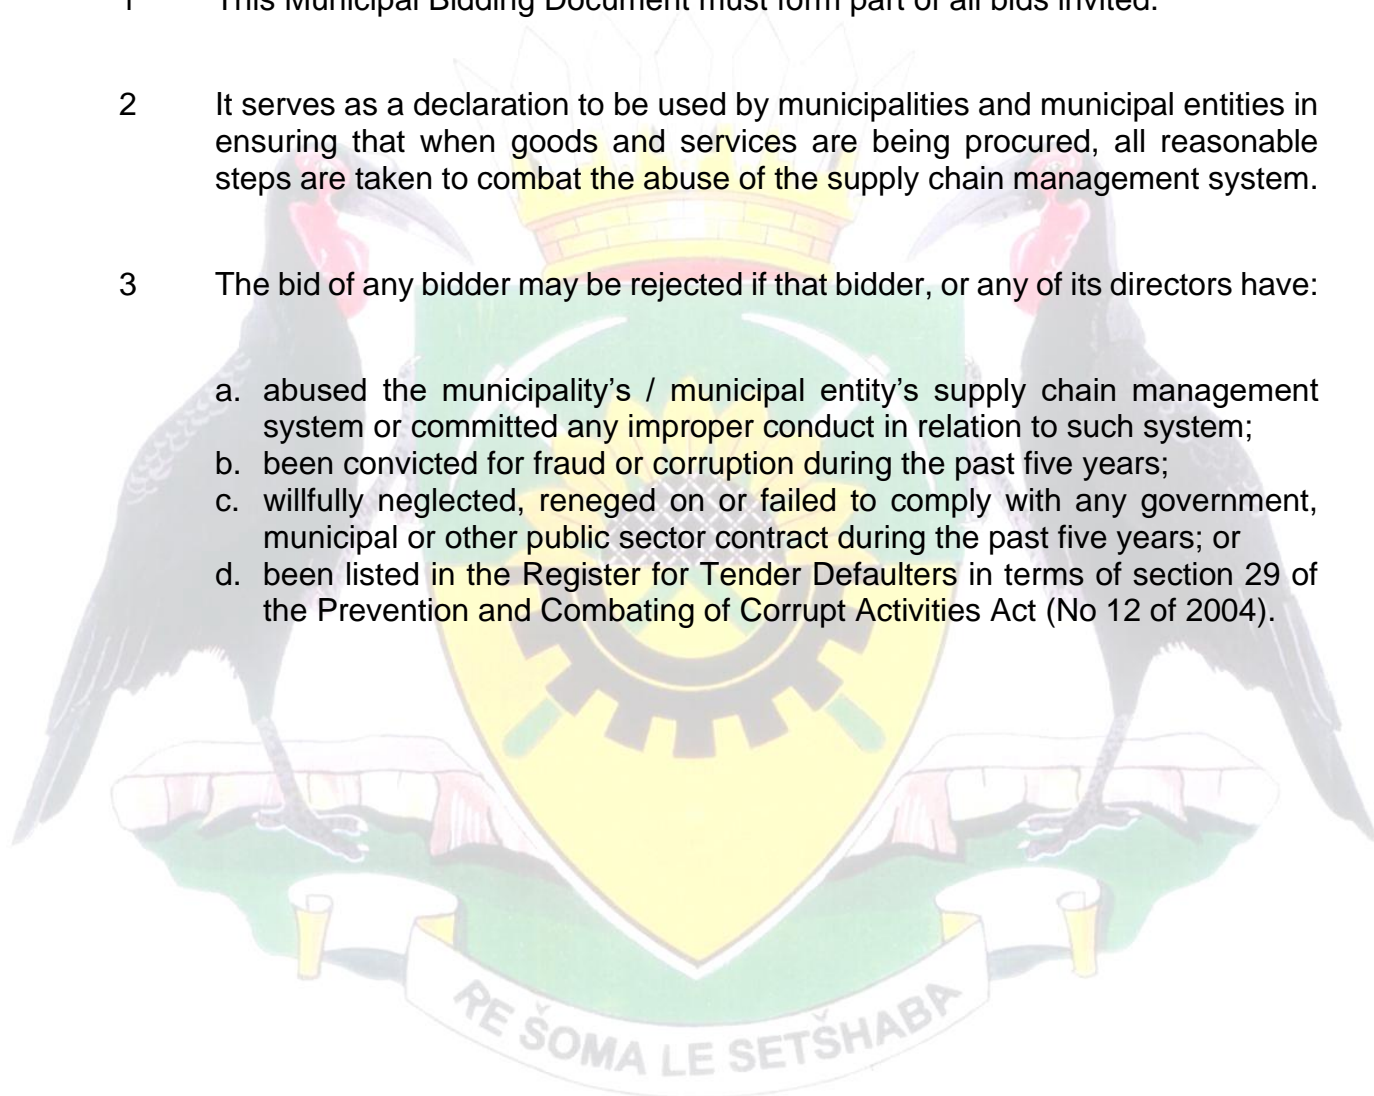 1 This Municipal Bidding Document must form part of all bids invited.
2 It serves as a declaration to be used by municipalities and municipal entities in
ensuring that when goods and services are being procured, all reasonable
steps are taken to combat the abuse of the supply chain management system.
3 The bid of any bidder may be rejected if that bidder, or any of its directors have:
a. abused the municipality’s / municipal entity’s supply chain management
system or committed any improper conduct in relation to such system;
b. been convicted for fraud or corruption during the past five years;
c. willfully neglected, reneged on or failed to comply with any government,
municipal or other public sector contract during the past five years; or
d. been listed in the Register for Tender Defaulters in terms of section 29 of
the Prevention and Combating of Corrupt Activities Act (No 12 of 2004).
RE ŠOMA LE SETŠHABA